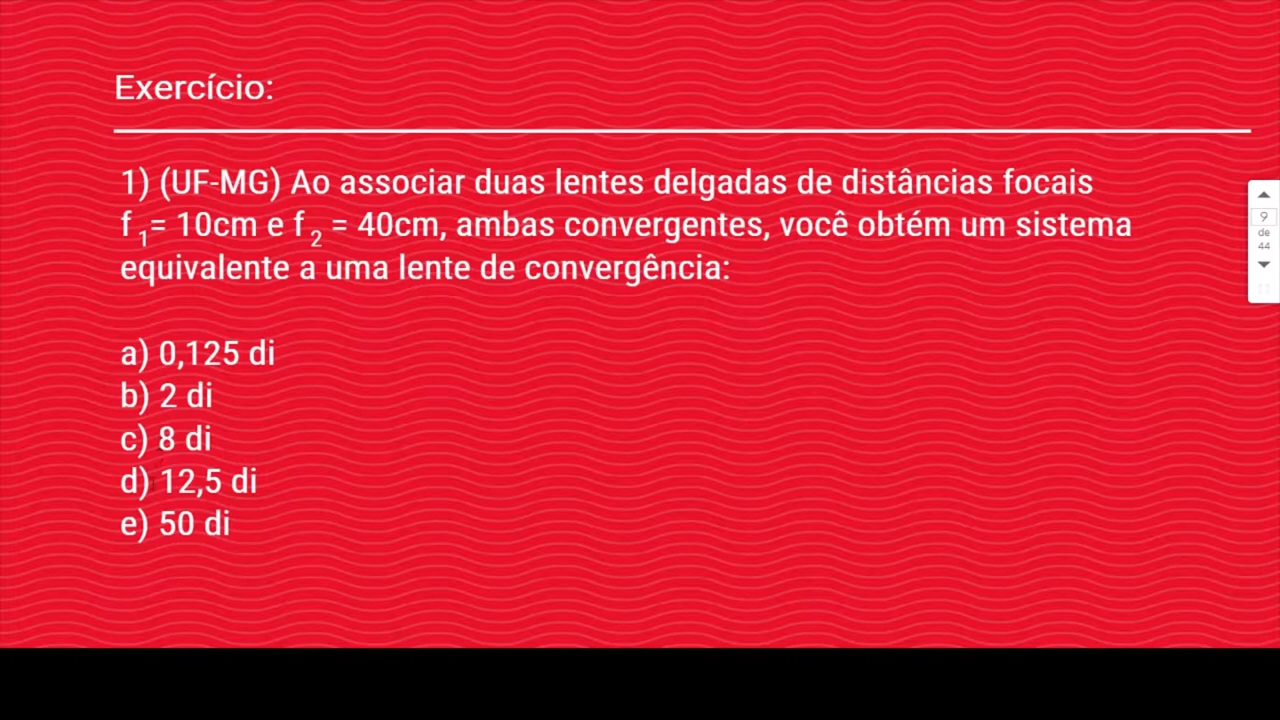 Exercício:
1) (UF-MG) Ao associar duas lentes delgadas de distâncias focais
f 1= 10cm e f 2 = 40cm, ambas convergentes, você obtém um sistema
equivalente a uma lente de convergência:
a) 0,125 di
b) 2 di
c) 8 di
d) 12,5 di
e) 50 di
9
de
44